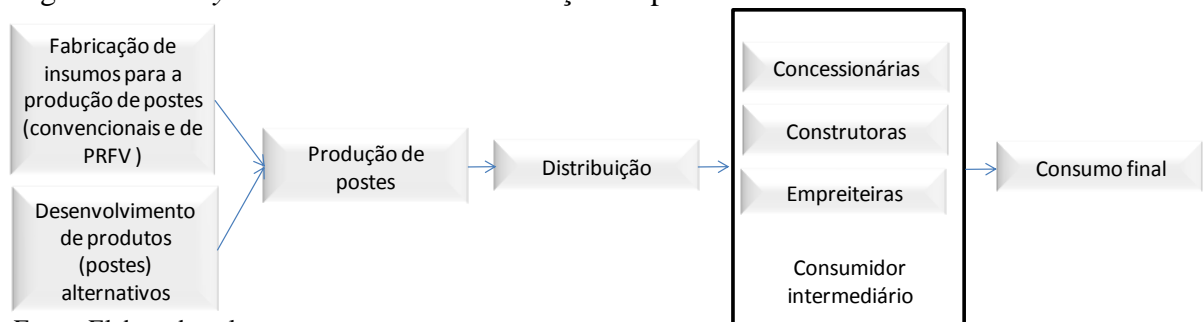 Fabricação de
insumos para a
produção de postes
(convencionais e de
PRFV )
Desenvolvimento
de produtos
(postes)
alternativos
Produção de
postes
Distribuição
Concessionárias
Construtoras
Empreiteiras
Consumidor
intermediário
Consumo final